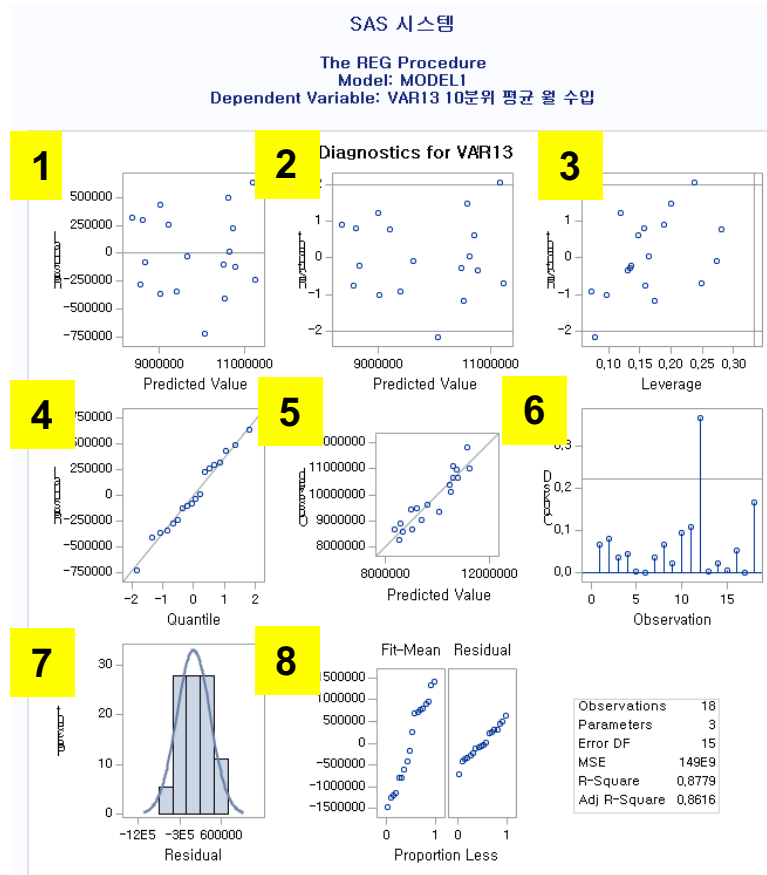 SAS 시스템
The REG Procedure
Model: MODEL1
Dependent Variable: VAR13 10분위 평균 월 수입
Diagnostics for VAR13
1
500000
250000
0
-250000
-500000
-750000
9000000 11000000
Predicted Value
2
2
1
0
-1
-2
9000000 11000000
Predicted Value
3
1
0
-1
-2
0,10 0,15 0,20 0,25 0,30
Leverage
4
250000
0
-250000
-500000
-750000
-2 -1 0 1 2
Quantile
5
11000000
10000000
9000000
8000000
8000000 12000000
Predicted Value
6
0,3
0,2
0,1
0,0
0 5 10 15
Observation
7
30
20
10
0
-12E5 -3E5 600000
Residual
8
Fit-Mean Residual
1500000
1000000
500000
0
-500000
-1000000
-1500000
0 1 0 1
Proportion Less
Observations 18
Parameters 3
Error DF 15
MSE 149E9
R-Square 0,8779
Adj R-Square 0,8616